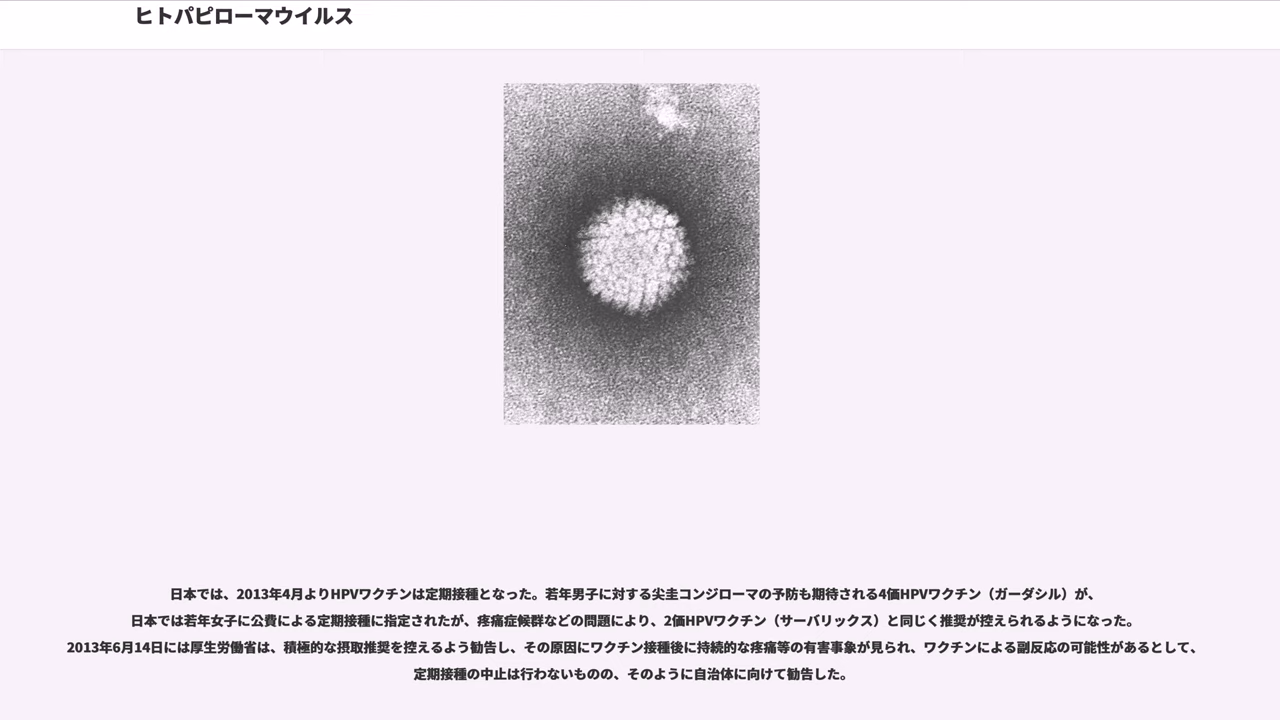 ヒトパピローマウイルス
日本では、2013年4月よりHPVワクチンは定期接種となった。若年男子に対する尖圭コンジローマの予防も期待される4価HPVワクチン（ガーダシル）が、
日本では若年女子に公費による定期接種に指定されたが、疼痛症候群などの問題により、2価HPVワクチン（サーバリックス）と同じく推奨が控えられるようになった。
2013年6月14日には厚生労働省は、積極的な摂取推奨を控えるよう勧告し、その原因にワクチン接種後に持続的な疼痛等の有害事象が見られ、ワクチンによる副反応の可能性があるとして、
定期接種の中止は行わないものの、そのように自治体に向けて勧告した。